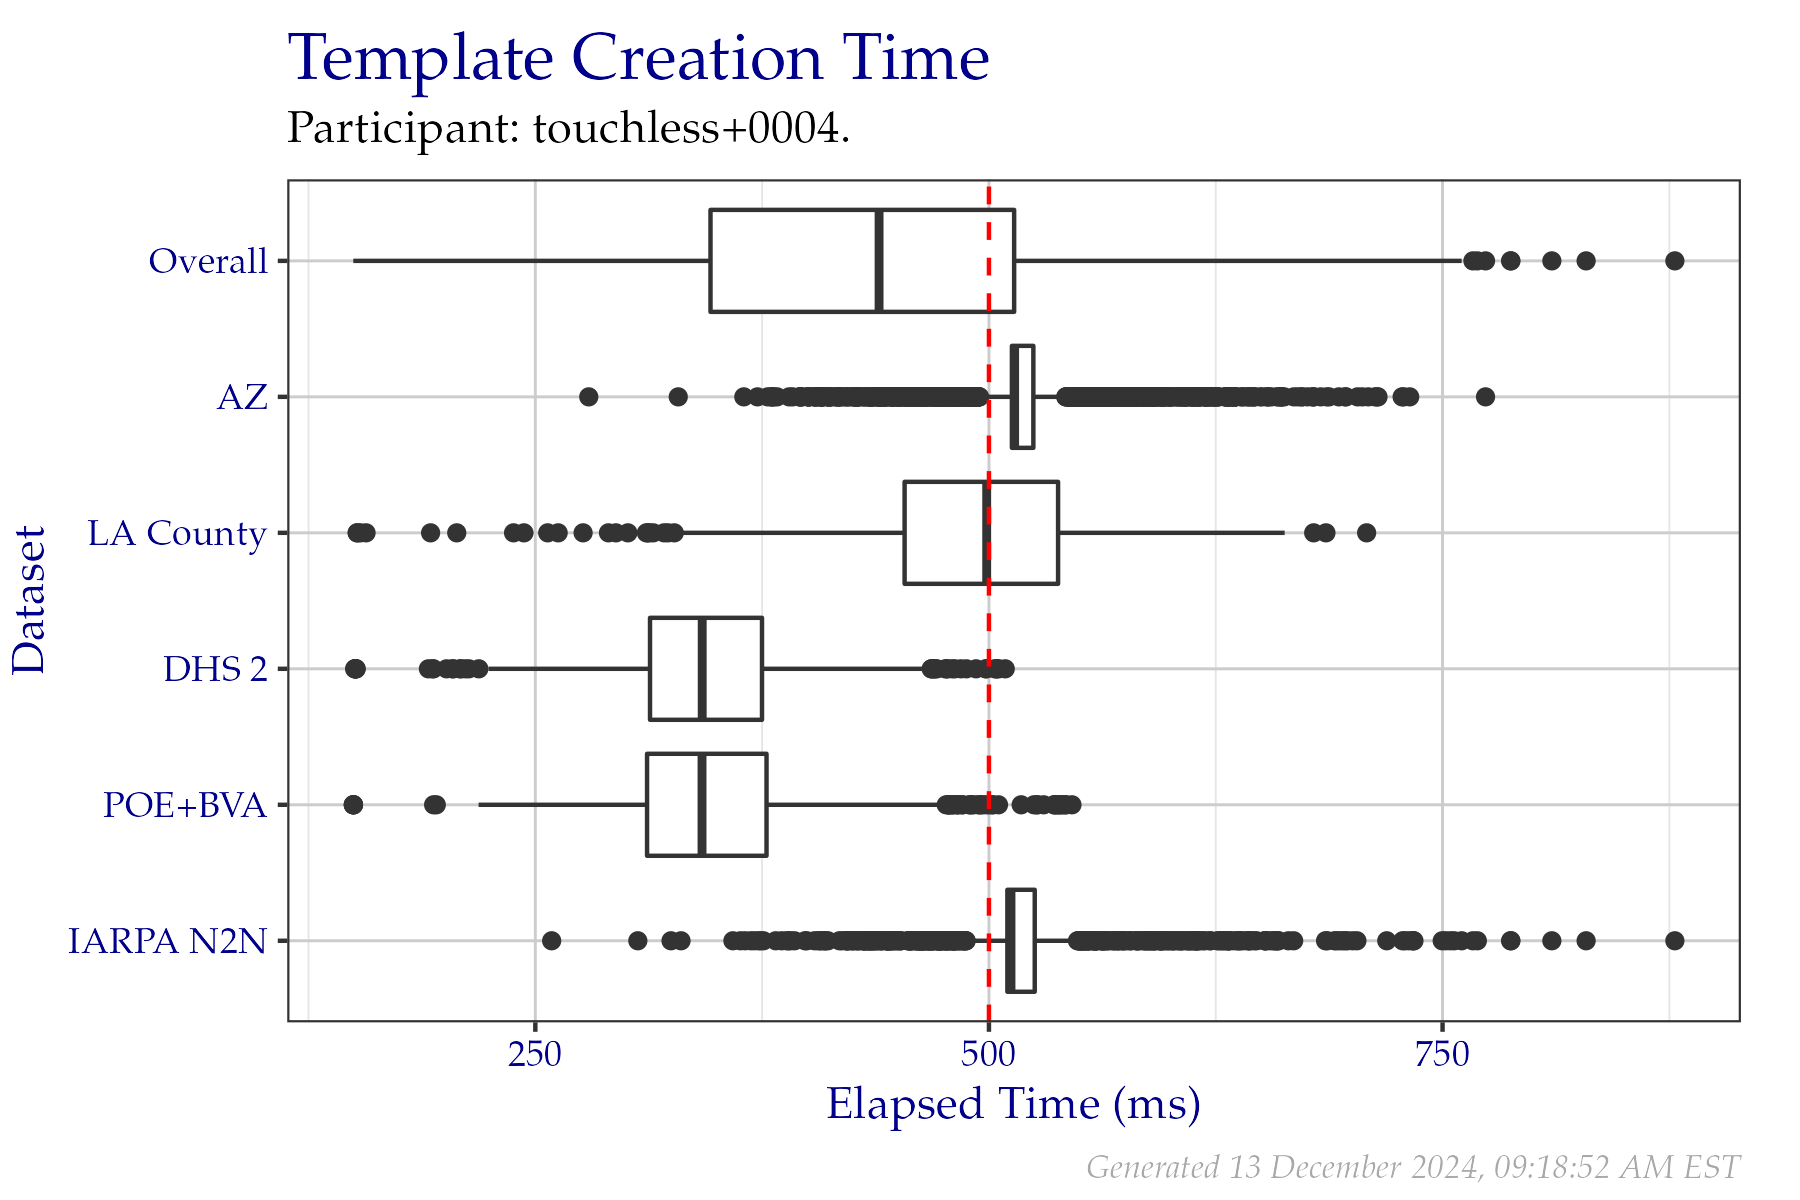 Template Creation Time
Participant: touchless+0004.
Dataset
Overall
AZ
LA County
DHS 2
POE+BVA
IARPA N2N
250 500 750
Elapsed Time (ms)
Generated 13 December 2024, 09:18:52 AM EST